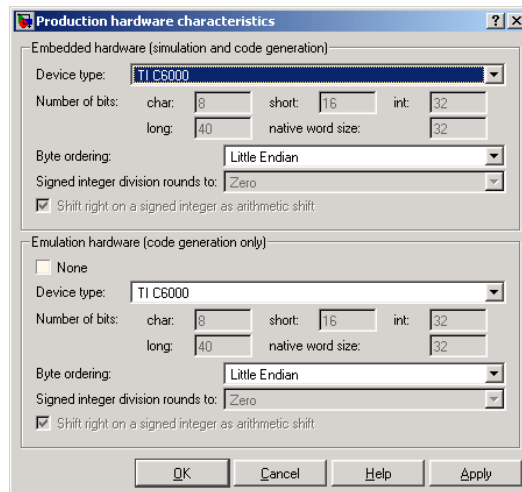 Production hardware characteristics
Embedded hardware (simulation and code generation)
Device type: TI C6000
Number of bits: char: 8 short: 16 int: 32
long: 40 native word size: 32
Byte ordering: Little Endian
Signed integer division rounds to: Zero
Shift right on a signed integer as arithmetic shift
Emulation hardware (code generation only)
None
Device type: TI C6000
Number of bits: char: 8 short: 16 int: 32
long: 40 native word size: 32
Byte ordering: Little Endian
Signed integer division rounds to: Zero
Shift right on a signed integer as arithmetic shift
OK Cancel Help Apply